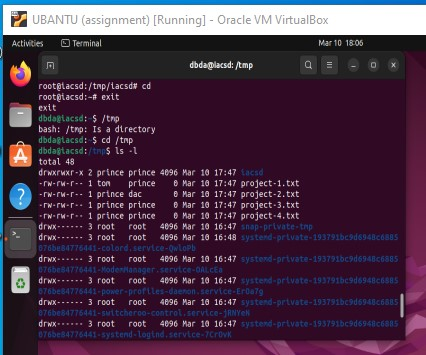 UBANTU (assignment) [Running] - Oracle VM VirtualBox
Activities Terminal Mar 10 18:06
dbda@iacsd: /tmp
root@iacsd:/tmp/iacsd# cd
root@iacsd:~# exit
exit
dbda@iacsd:~$ /tmp
bash: /tmp: Is a directory
dbda@iacsd:~$ cd /tmp
dbda@iacsd:/tmp$ ls -l
total 48
drwxrwxr-x 2 prince prince 4096 Mar 10 17:47 iacsd
-rw-rw-r-- 1 tom prince 0 Mar 10 17:47 project-1.txt
-rw-rw-r-- 1 prince dac 0 Mar 10 17:47 project-2.txt
-rw-rw-r-- 1 prince prince 0 Mar 10 17:47 project-3.txt
-rw-rw-r-- 1 prince prince 0 Mar 10 17:47 project-4.txt
drwx------ 3 root root 4096 Mar 10 16:47 snap-private-tmp
drwx------ 3 root root 4096 Mar 10 16:48 systemd-private-193791bc9d6948c6885
076be84776441-colord.service-QwloPb
drwx------ 3 root root 4096 Mar 10 16:47 systemd-private-193791bc9d6948c6885
076be84776441-ModemManager.service-OALcEa
drwx------ 3 root root 4096 Mar 10 16:47 systemd-private-193791bc9d6948c6885
076be84776441-power-profiles-daemon.service-ErOa7g
drwx------ 3 root root 4096 Mar 10 16:47 systemd-private-193791bc9d6948c6885
076be84776441-switcheroo-control.service-jRNYeN
drwx------ 3 root root 4096 Mar 10 16:47 systemd-private-193791bc9d6948c6885
076be84776441-systemd-logind.service-7CrOvK